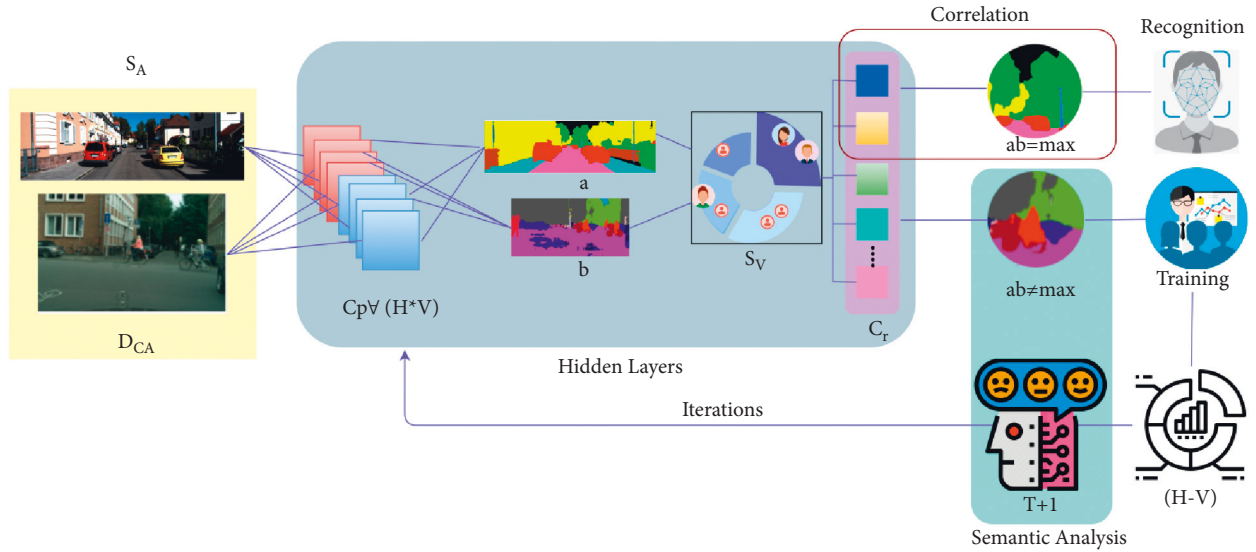 Correlation
Recognition
S_A
ab=max
a
b
S_V
D_CA
Cp∀ (H*V)
C_r
ab≠max
Training
Hidden Layers
Iterations
T+1
(H-V)
Semantic Analysis